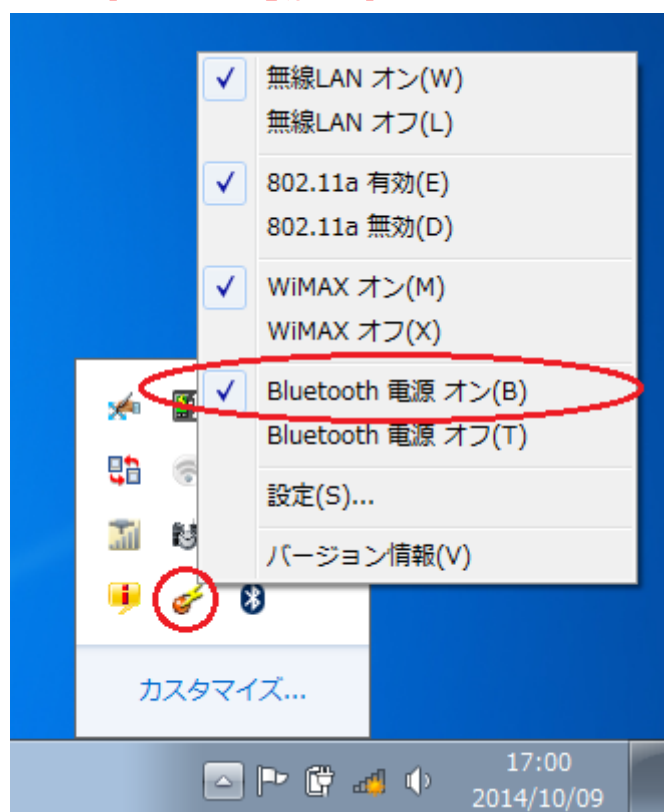 無線LAN オン(W)
無線LAN オフ(L)
802.11a 有効(E)
802.11a 無効(D)
WiMAX オン(M)
WiMAX オフ(X)
Bluetooth 電源 オン(B)
Bluetooth 電源 オフ(T)
設定(S)...
バージョン情報(V)
カスタマイズ...
17:00
2014/10/09